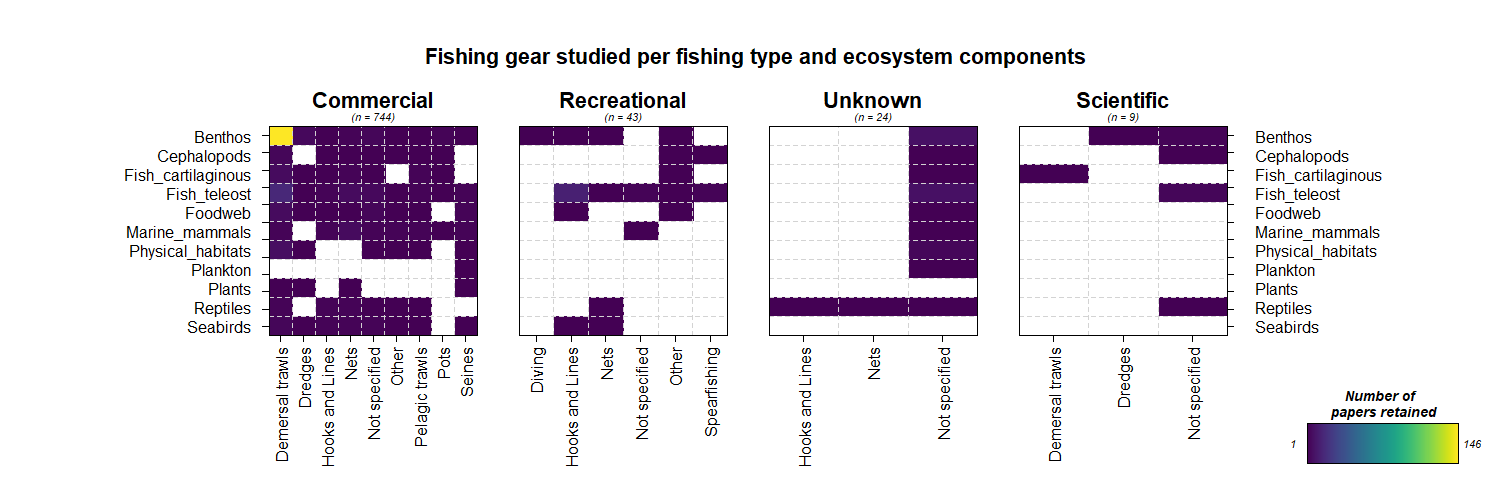 Fishing gear studied per fishing type and ecosystem components
Commercial
(n = 744)
Recreational
(n = 43)
Unknown
(n = 24)
Scientific
(n = 9)
Benthos
Cephalopods
Fish_cartilaginous
Fish_teleost
Foodweb
Marine_mammals
Physical_habitats
Plankton
Plants
Reptiles
Seabirds
Benthos
Cephalopods
Fish_cartilaginous
Fish_teleost
Foodweb
Marine_mammals
Physical_habitats
Plankton
Plants
Reptiles
Seabirds
Demersal trawls
Dredges
Hooks and Lines
Nets
Not specified
Other
Pelagic trawls
Pots
Seines
Diving
Hooks and Lines
Nets
Not specified
Other
Spearfishing
Hooks and Lines
Nets
Not specified
Demersal trawls
Dredges
Not specified
Number of
papers retained
1
146